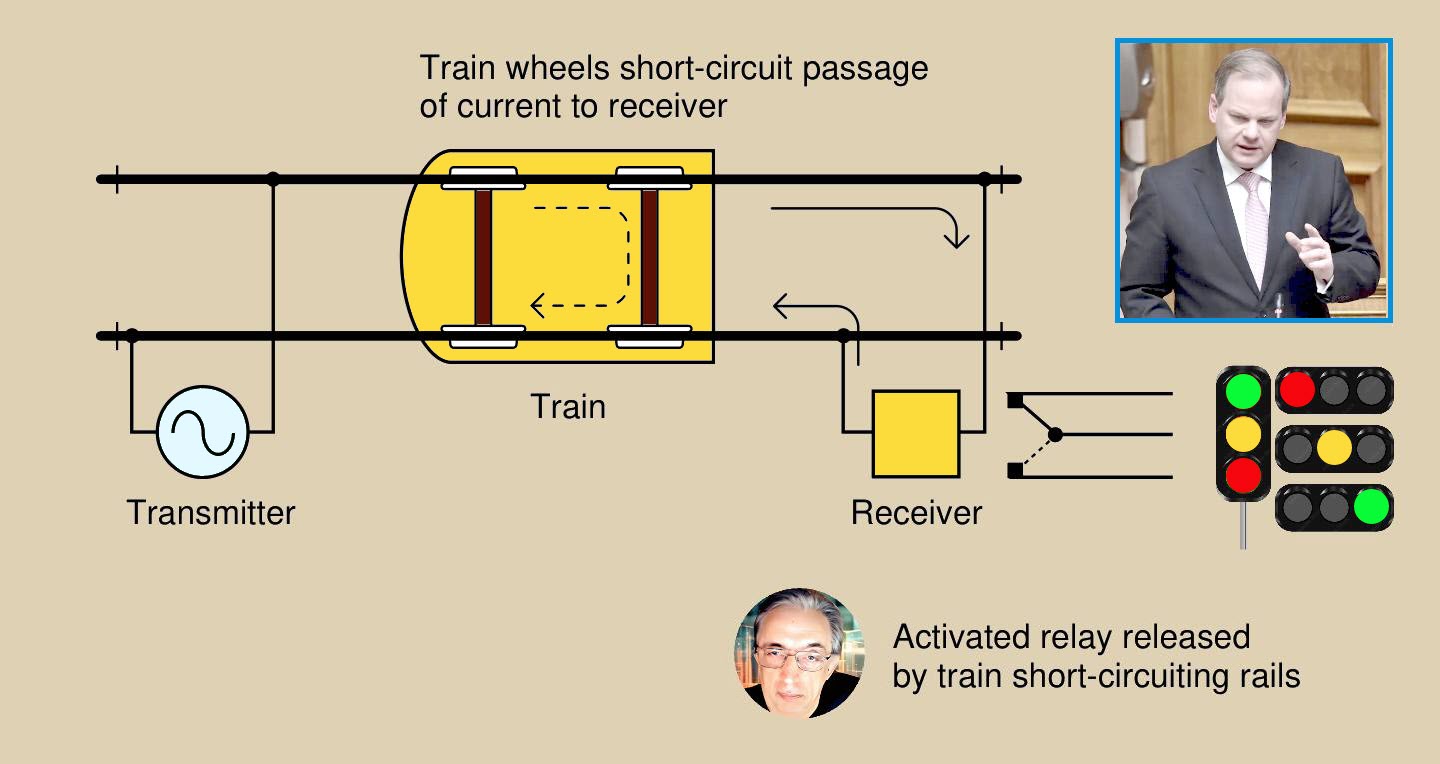 Train wheels short-circuit passage
of current to receiver
Train
Transmitter
Receiver
Activated relay released
by train short-circuiting rails